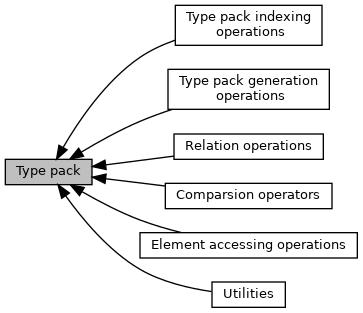 Type pack indexing
operations
Type pack generation
operations
Relation operations
Type pack
Comparsion operators
Element accessing operations
Utilities